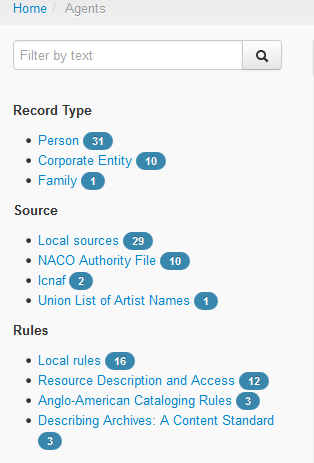 Home / Agents
Filter by text
Record Type
Person 31
Corporate Entity 10
Family 1
Source
Local sources 29
NACO Authority File 10
lcnaf 2
Union List of Artist Names 1
Rules
Local rules 16
Resource Description and Access 12
Anglo-American Cataloging Rules 3
Describing Archives: A Content Standard
3